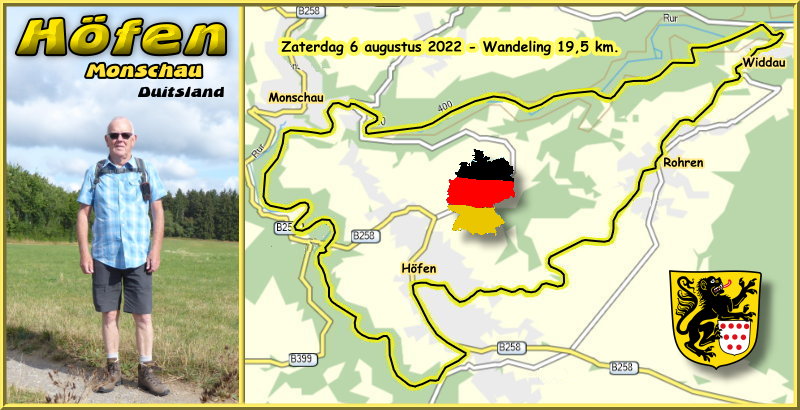 Höfen
Monschau
Duitsland
Zaterdag 6 augustus 2022 - Wandeling 19,5 km.
B258
Rur
Widdau
Monschau
400
Rur
Rohren
B258
Höfen
B258
B399
B258